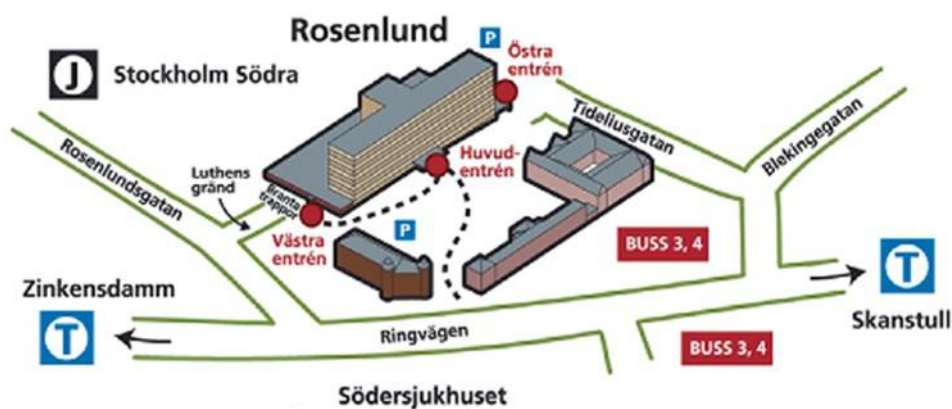 Rosenlund
P
Östra
entrén
J
Stockholm Södra
Tideliusgatan
Blekingegatan
Rosenlundsgatan
Luthens
gränd
Branta
trappor
Huvud-
entrén
Västra
entrén
P
BUSS 3, 4
T
Skanstull
Zinkensdamm
T
Ringvägen
BUSS 3, 4
Södersjukhuset